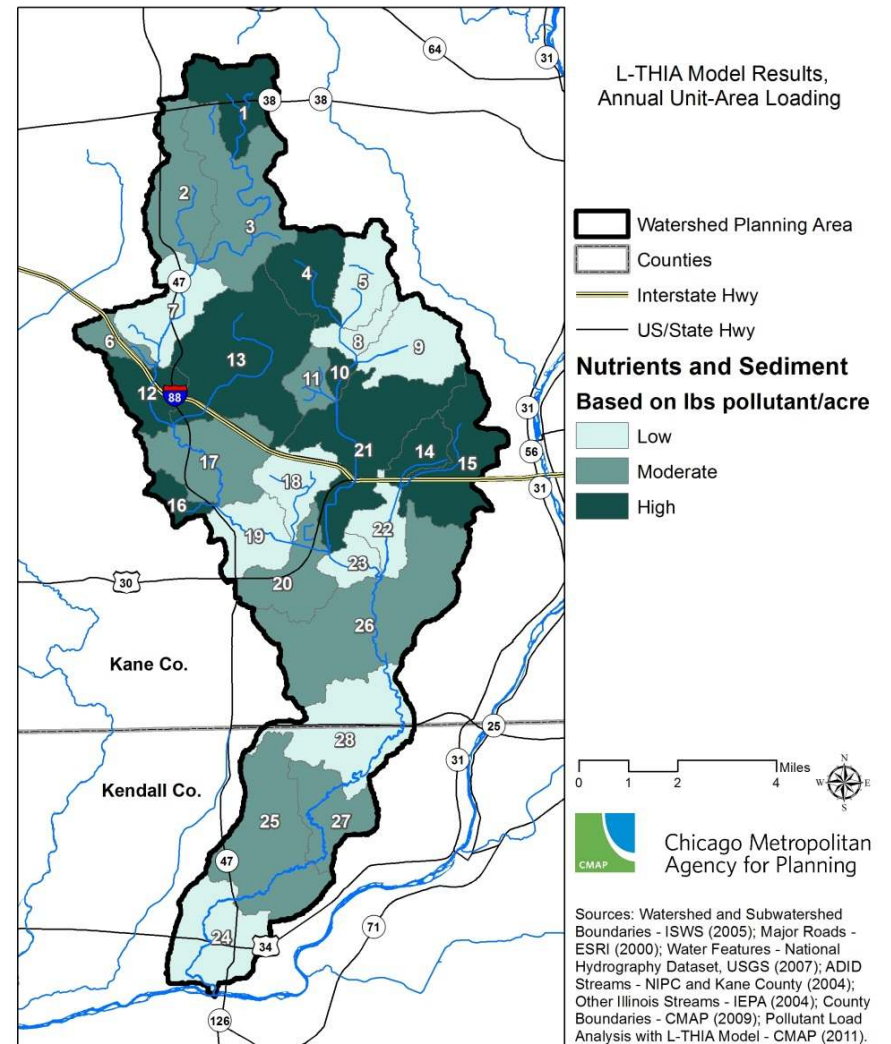 L-THIA Model Results,
Annual Unit-Area Loading
Watershed Planning Area
Counties
Interstate Hwy
US/State Hwy
Nutrients and Sediment
Based on lbs pollutant/acre
Low
Moderate
High
64
31
38
38
1
2
3
47
4
5
7
6
8
9
13
11
10
12
88
31
56
31
17
21
14
15
18
16
22
19
23
30
20
26
Kane Co.
28
25
31
Kendall Co.
25
27
47
24
34
71
126
N
W
E
S
Miles
0
1
2
4
CMAP
Chicago Metropolitan
Agency for Planning
Sources: Watershed and Subwatershed
Boundaries - ISWS (2005); Major Roads -
ESRI (2000); Water Features - National
Hydrography Dataset, USGS (2007); ADID
Streams - NIPC and Kane County (2004);
Other Illinois Streams - IEPA (2004); County
Boundaries - CMAP (2009); Pollutant Load
Analysis with L-THIA Model - CMAP (2011).